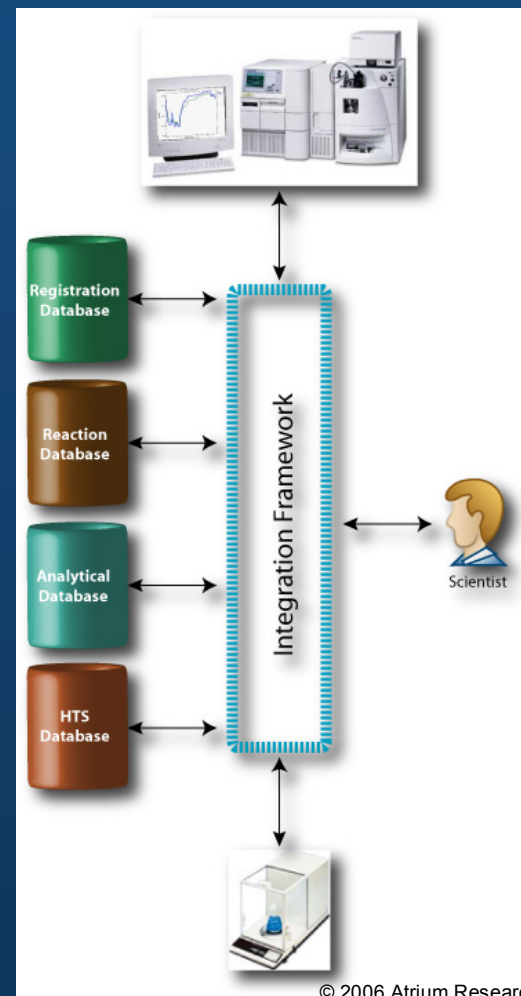 Registration
Database
Reaction
Database
Analytical
Database
HTS
Database
Integration Framework
Scientist
© 2006 Atrium Resear